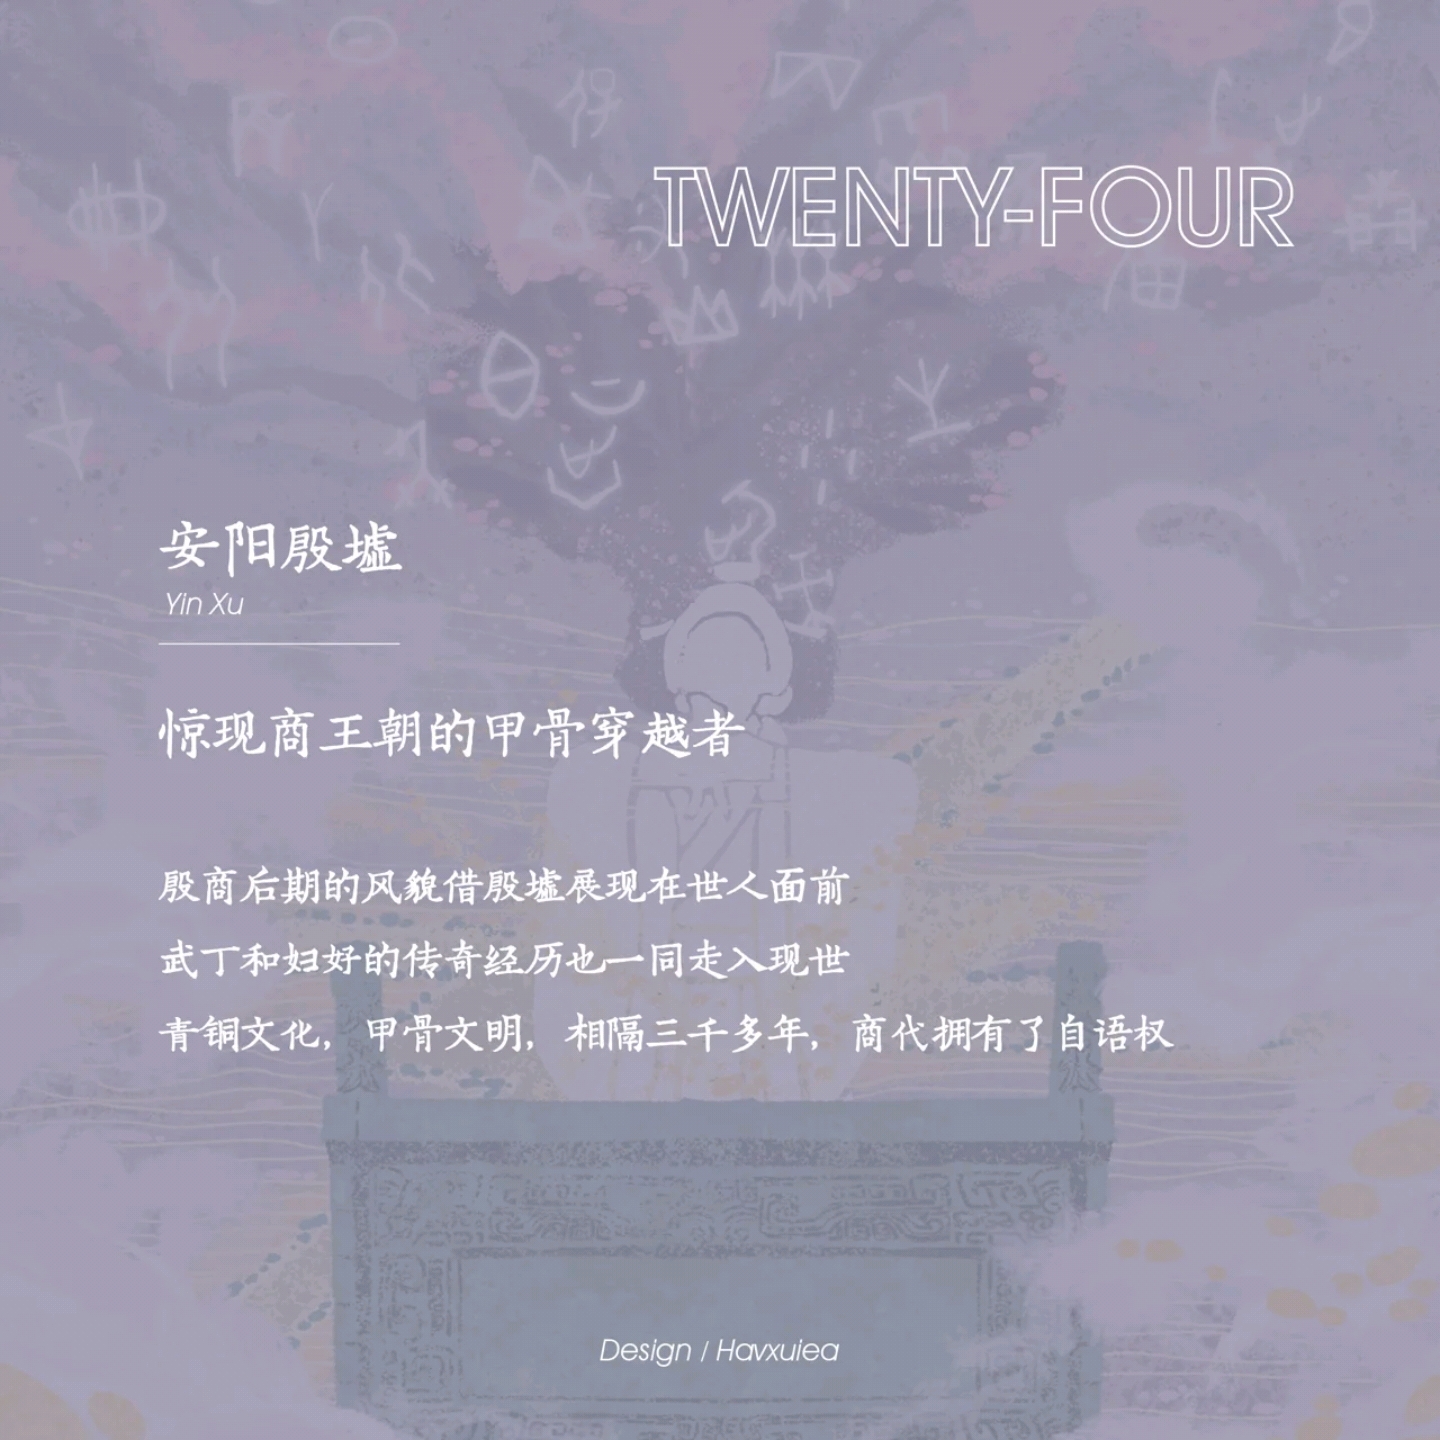 TWENTY-FOUR
安阳殷墟
Yin Xu
惊现商王朝的甲骨穿越者
殷商后期的风貌借殷墟展现在世人面前
武丁和妇好的传奇经历也一同走入现世
青铜文化，甲骨文明，相隔三千多年，商代拥有了自语权
Design / Havxuiea